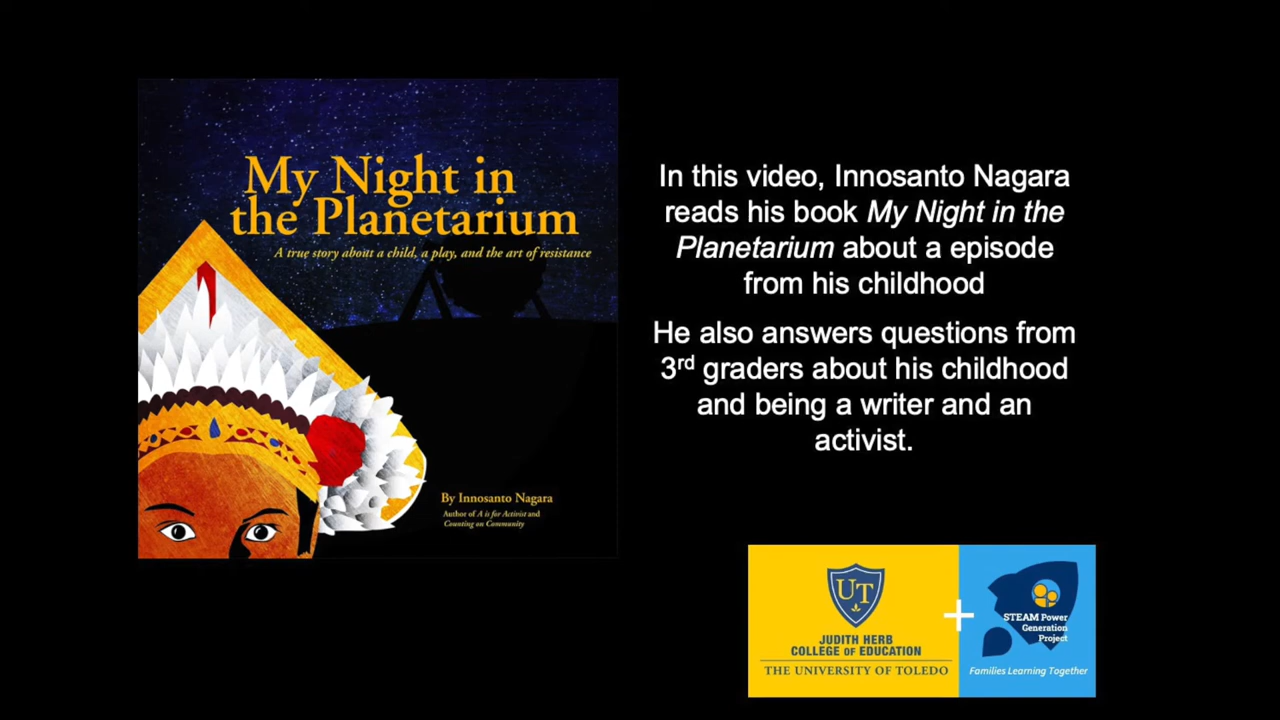 My Night in
the Planetarium
A true story about a child, a play, and the art of resistance
By Innosanto Nagara
Author of A is for Activist and
Counting on Community
In this video, Innosanto Nagara
reads his book My Night in the
Planetarium about a episode
from his childhood
He also answers questions from
3rd graders about his childhood
and being a writer and an
activist.
UT
JUDITH HERB
COLLEGE OF EDUCATION
THE UNIVERSITY OF TOLEDO
+
STEAM Power
Generation
Project
Families Learning Together